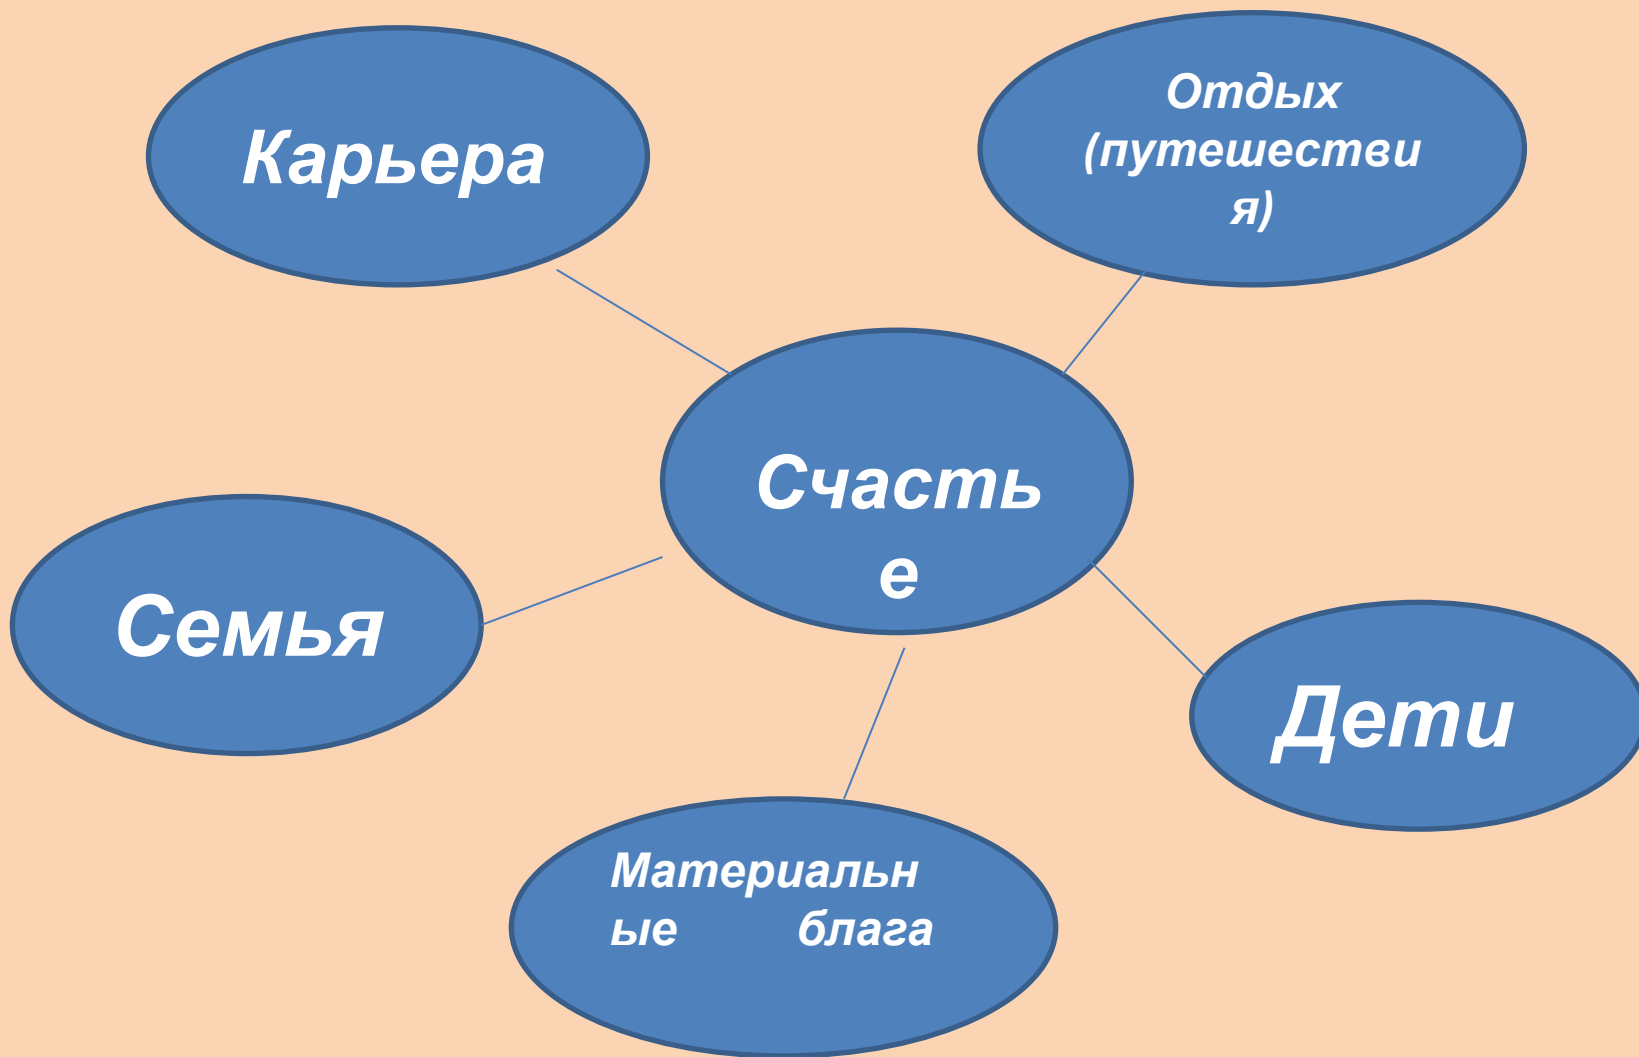 Карьера
Отдых
(путешестви
я)
Счасть
е
Семья
Дети
Материальн
ые блага